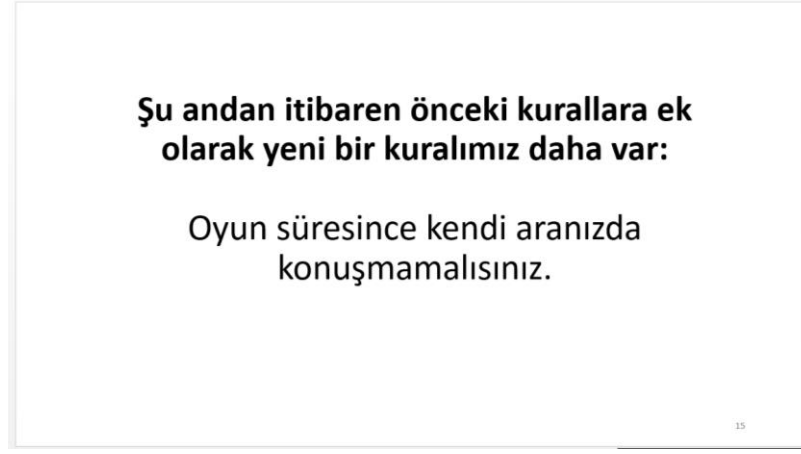 Şu andan itibaren önceki kurallara ek
olarak yeni bir kuralımız daha var:
Oyun süresince kendi aranızda
konuşmamalısınız.
15